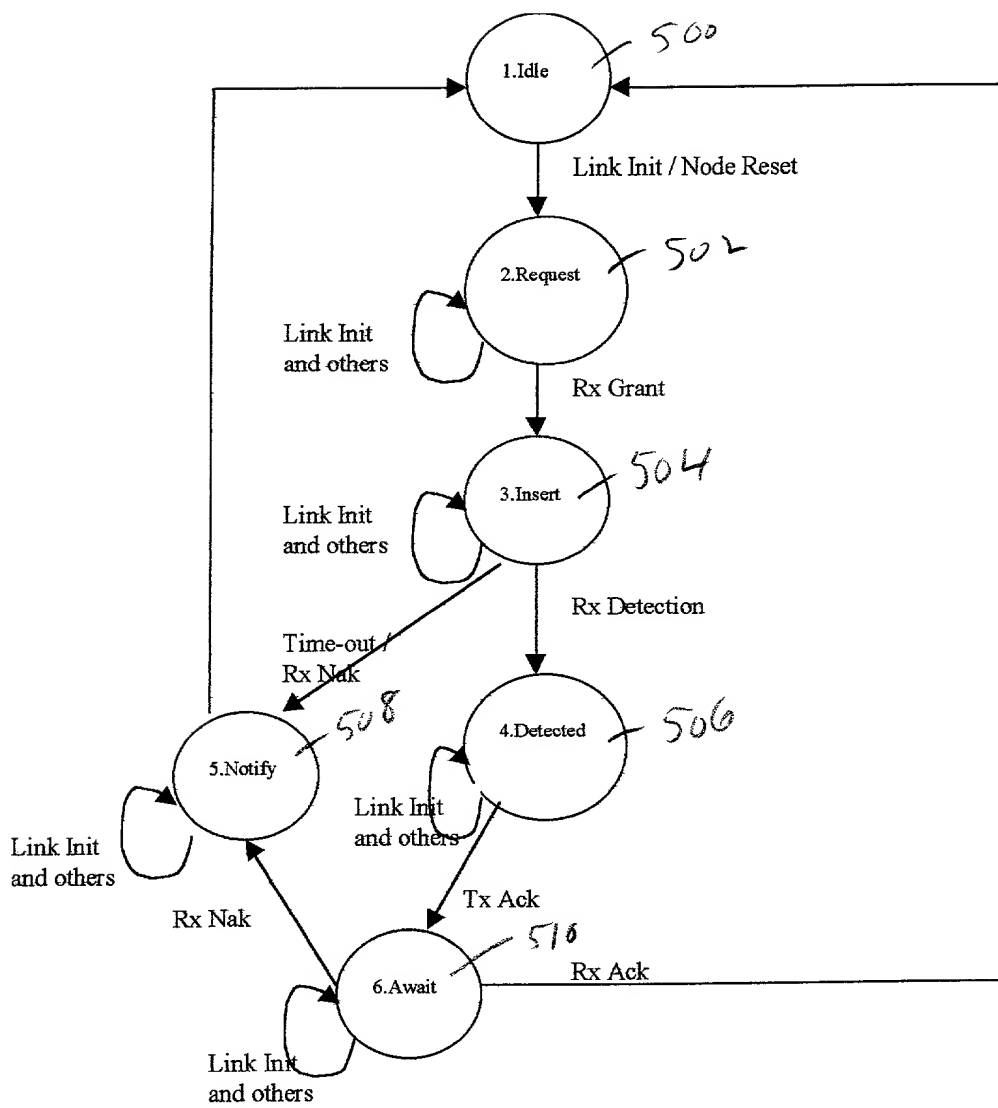 500
1.Idle
Link Init / Node Reset
502
2.Request
Link Init
and others
Rx Grant
504
3.Insert
Link Init
and others
Rx Detection
Time-out /
Rx Nak
508
506
4.Detected
5.Notify
Link Init
and others
Link Init
and others
Tx Ack
Rx Nak
510
Rx Ack
6.Await
Link Init
and others